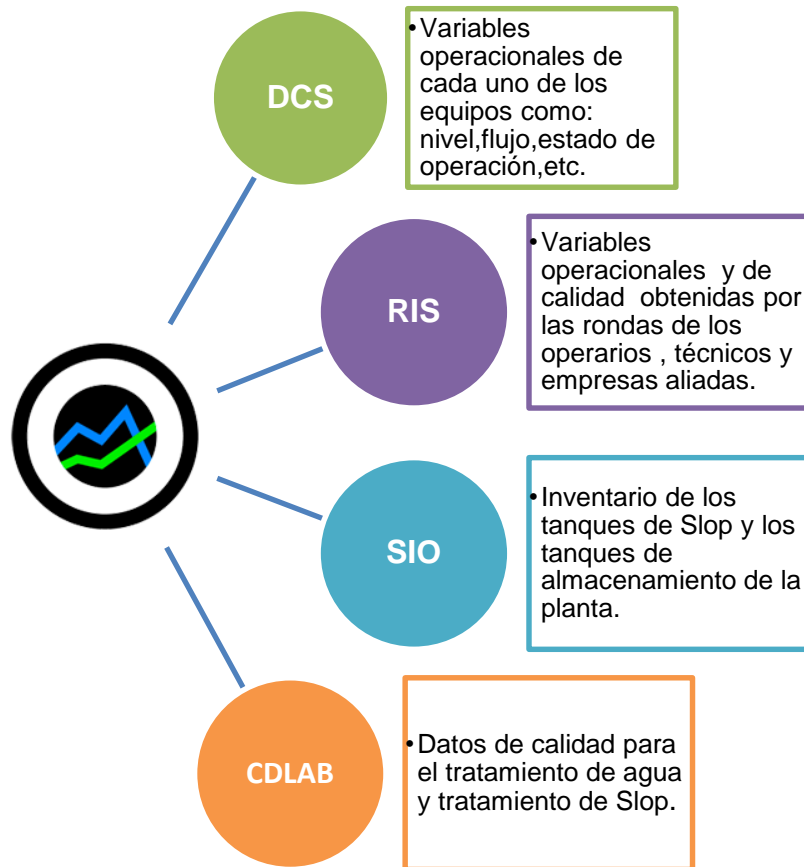 DCS
•Variables
operacionales de
cada uno de los
equipos como:
nivel,flujo,estado de
operación,etc.
RIS
•Variables
operacionales y de
calidad obtenidas por
las rondas de los
operarios , técnicos y
empresas aliadas.
SIO
•Inventario de los
tanques de Slop y los
tanques de
almacenamiento de la
planta.
CDLAB
•Datos de calidad para
el tratamiento de agua
y tratamiento de Slop.